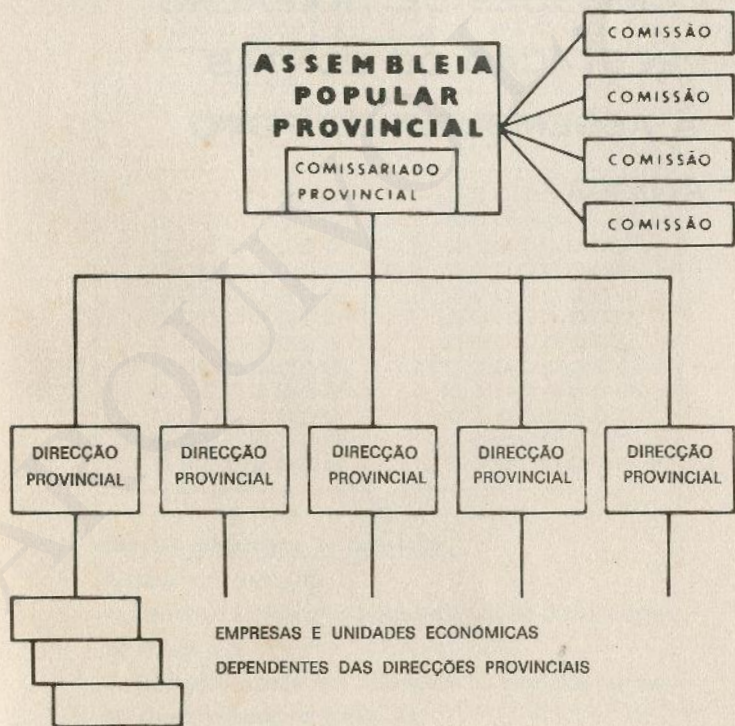 ASSEMBLEIA
POPULAR
PROVINCIAL
COMISSARIADO
PROVINCIAL
COMISSÃO
COMISSÃO
COMISSÃO
COMISSÃO
DIRECÇÃO
PROVINCIAL
DIRECÇÃO
PROVINCIAL
DIRECÇÃO
PROVINCIAL
DIRECÇÃO
PROVINCIAL
DIRECÇÃO
PROVINCIAL
EMPRESAS E UNIDADES ECONÓMICAS
DEPENDENTES DAS DIRECÇÕES PROVINCIAIS